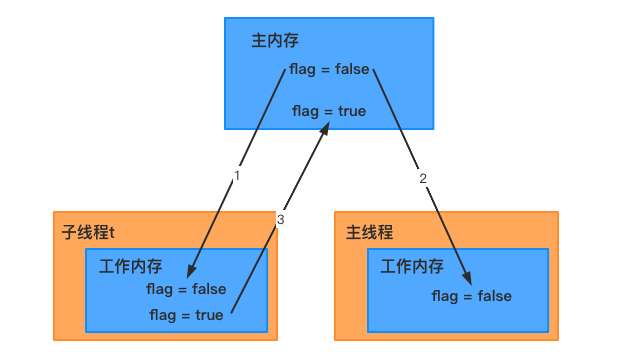 主内存
flag = false
flag = true
1
2
3
子线程t
工作内存
flag = false
flag = true
主线程
工作内存
flag = false